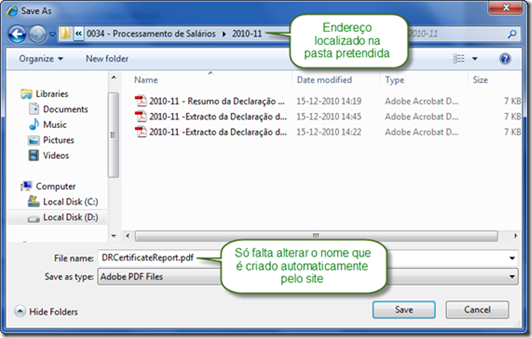 Save As
« 0034 - Processamento de Salários ▸ 2010-11
2010-11
Endereço
localizado na
pasta pretendida
Organize
New folder
Name
Date modified
Type
Size
Libraries
Documents
Music
Pictures
Videos
Computer
Local Disk (C:)
Local Disk (D:)
2010-11 - Resumo da Declaração ... 15-12-2010 14:19 Adobe Acrobat D... 7 KB
2010-11 -Extracto da Declaração d... 15-12-2010 14:45 Adobe Acrobat D... 7 KB
2010-11 -Extracto da Declaração d... 15-12-2010 14:22 Adobe Acrobat D... 7 KB
File name: DRCertificateReport.pdf
Save as type: Adobe PDF Files
Só falta alterar o nome que
é criado automaticamente
pelo site
Hide Folders
Save
Cancel